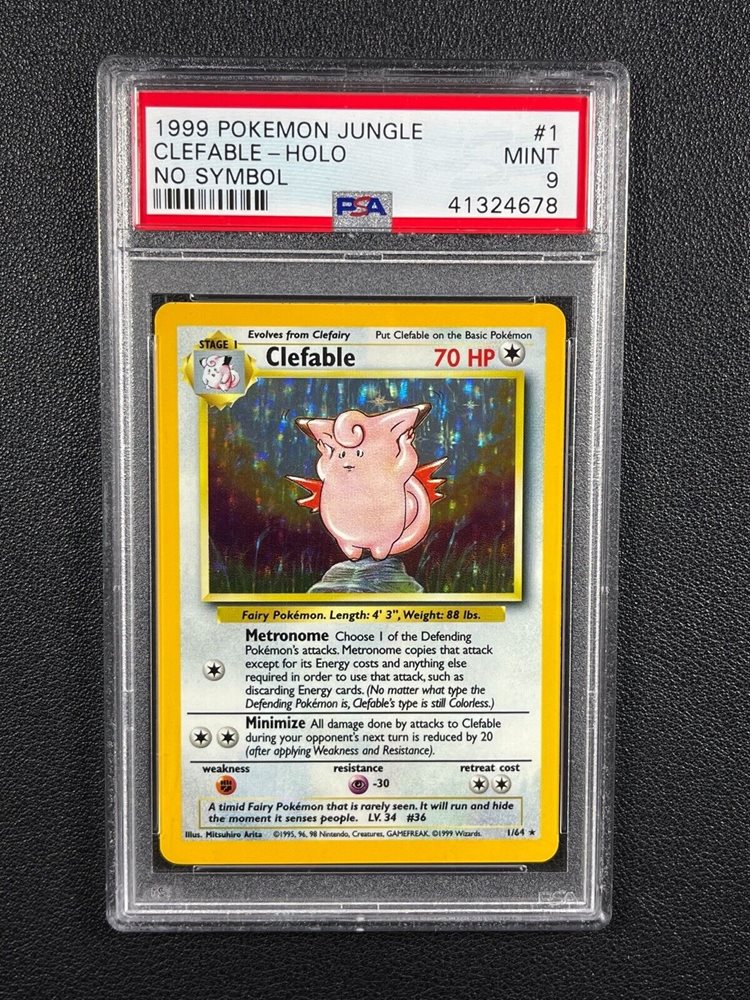 1999 POKEMON JUNGLE #1
CLEFABLE-HOLO MINT
NO SYMBOL 9
PSA 41324678
Evolves from Clefairy Put Clefable on the Basic Pokémon
STAGE 1 Clefable 70 HP
Fairy Pokémon. Length: 4' 3", Weight: 88 lbs.
Metronome Choose 1 of the Defending
Pokémon's attacks. Metronome copies that attack
except for its Energy costs and anything else
required in order to use that attack, such as
discarding Energy cards. (No matter what type the
Defending Pokémon is, Clefable's type is still Colorless.)
Minimize All damage done by attacks to Clefable
during your opponent's next turn is reduced by 20
(after applying Weakness and Resistance).
weakness resistance retreat cost
-30
A timid Fairy Pokémon that is rarely seen. It will run and hide
the moment it senses people. LV. 34 #36
Illus. Mitsuhiro Arita ©1995, 96, 98 Nintendo, Creatures, GAMEFREAK. ©1999 Wizards. 1/64 ★
PSA